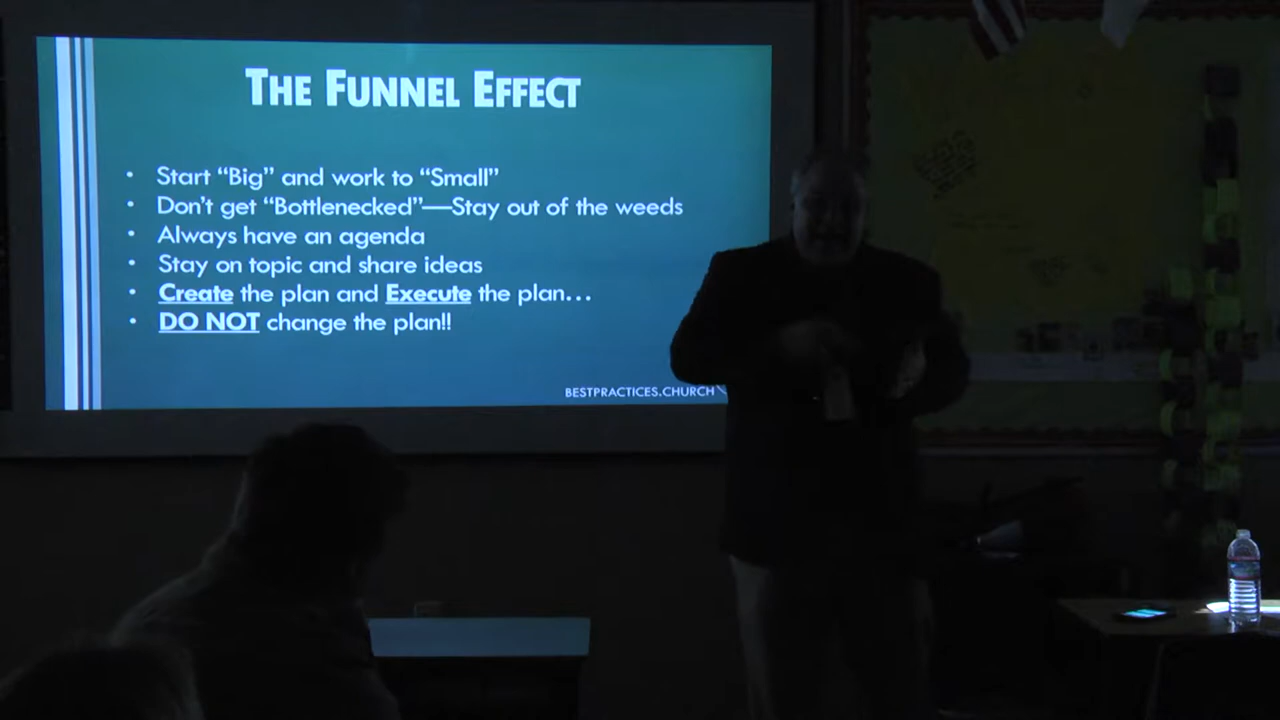 THE FUNNEL EFFECT
• Start “Big” and work to “Small”
• Don’t get “Bottlenecked”—Stay out of the weeds
• Always have an agenda
• Stay on topic and share ideas
• Create the plan and Execute the plan…
• DO NOT change the plan!!
BESTPRACTICES.CHURCH